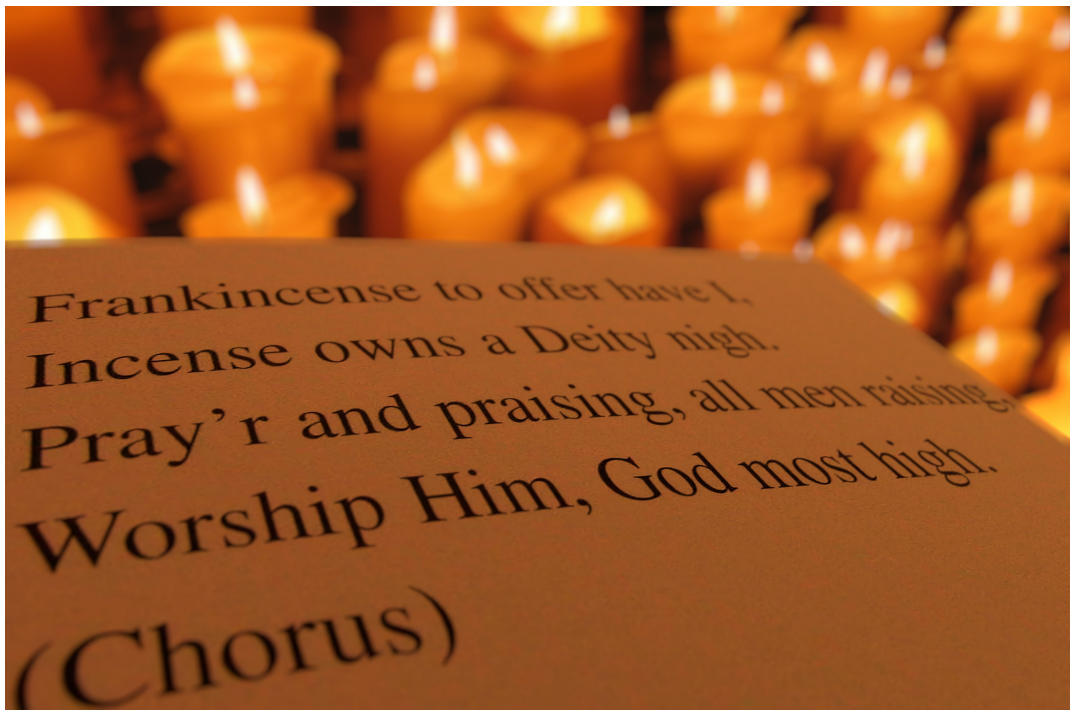 Frankincense to offer have I,
Incense owns a Deity nigh.
Pray'r and praising, all men raising,
Worship Him, God most high.
(Chorus)